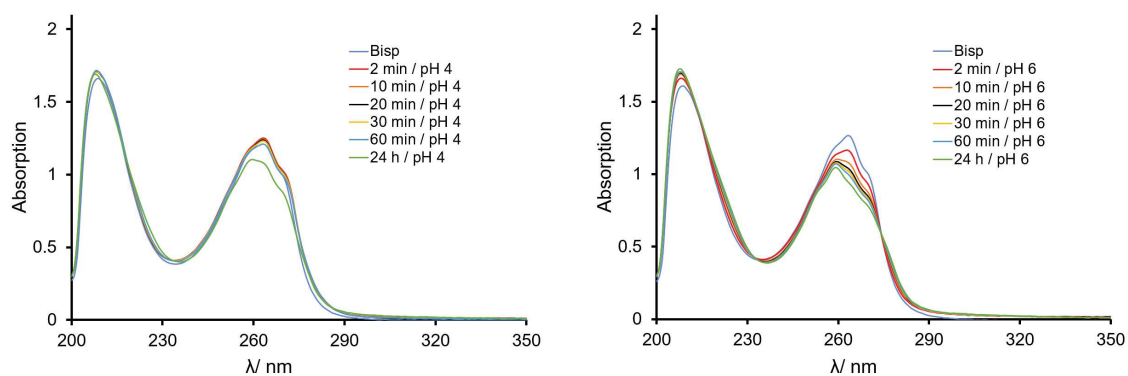 2
1.5
1
0.5
0
200
230
260
290
320
350
Absorption
λ/ nm
Bisp
2 min / pH 4
10 min / pH 4
20 min / pH 4
30 min / pH 4
60 min / pH 4
24 h / pH 4
2
1.5
1
0.5
0
200
230
260
290
320
350
Absorption
λ/ nm
Bisp
2 min / pH 6
10 min / pH 6
20 min / pH 6
30 min / pH 6
60 min / pH 6
24 h / pH 6